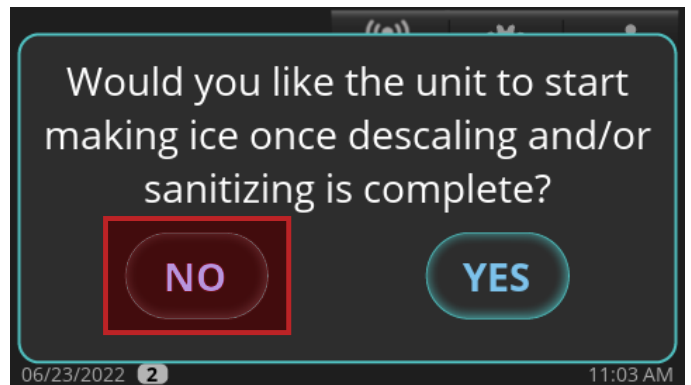 Would you like the unit to start
making ice once descaling and/or
sanitizing is complete?
NO YES
06/23/2022 2 11:03 AM